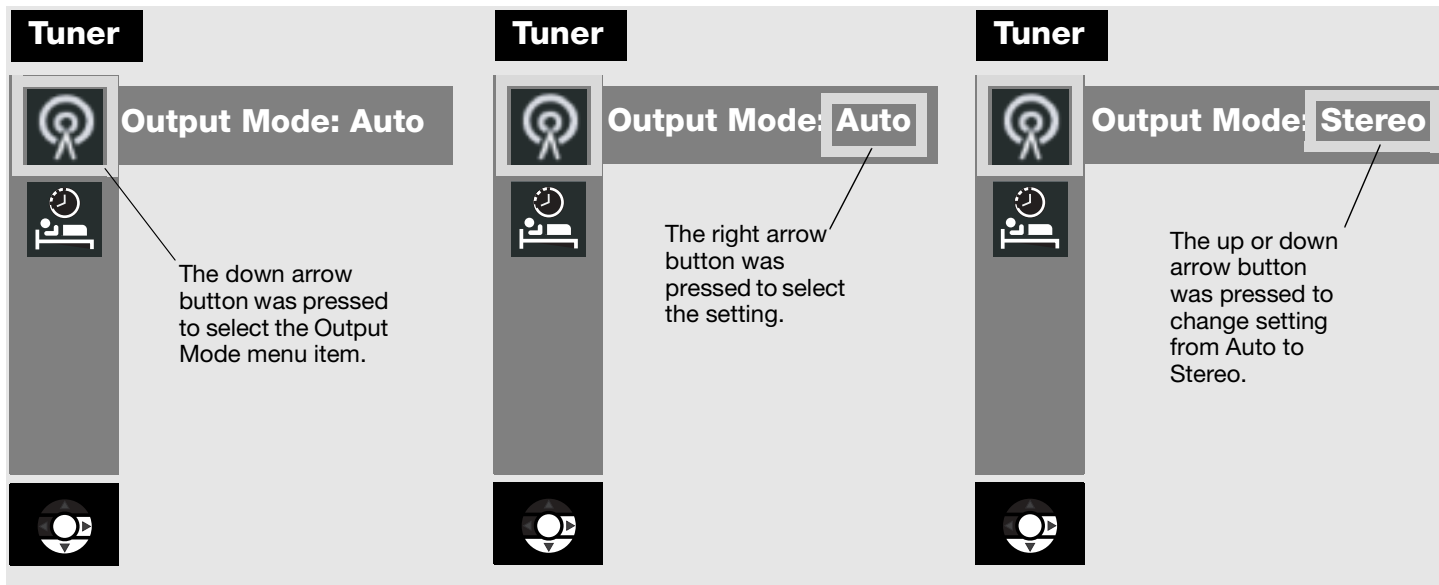 Tuner
Output Mode: Auto
The down arrow
button was pressed
to select the Output
Mode menu item.
Tuner
Output Mode: Auto
The right arrow
button was
pressed to select
the setting.
Tuner
Output Mode: Stereo
The up or down
arrow button
was pressed to
change setting
from Auto to
Stereo.